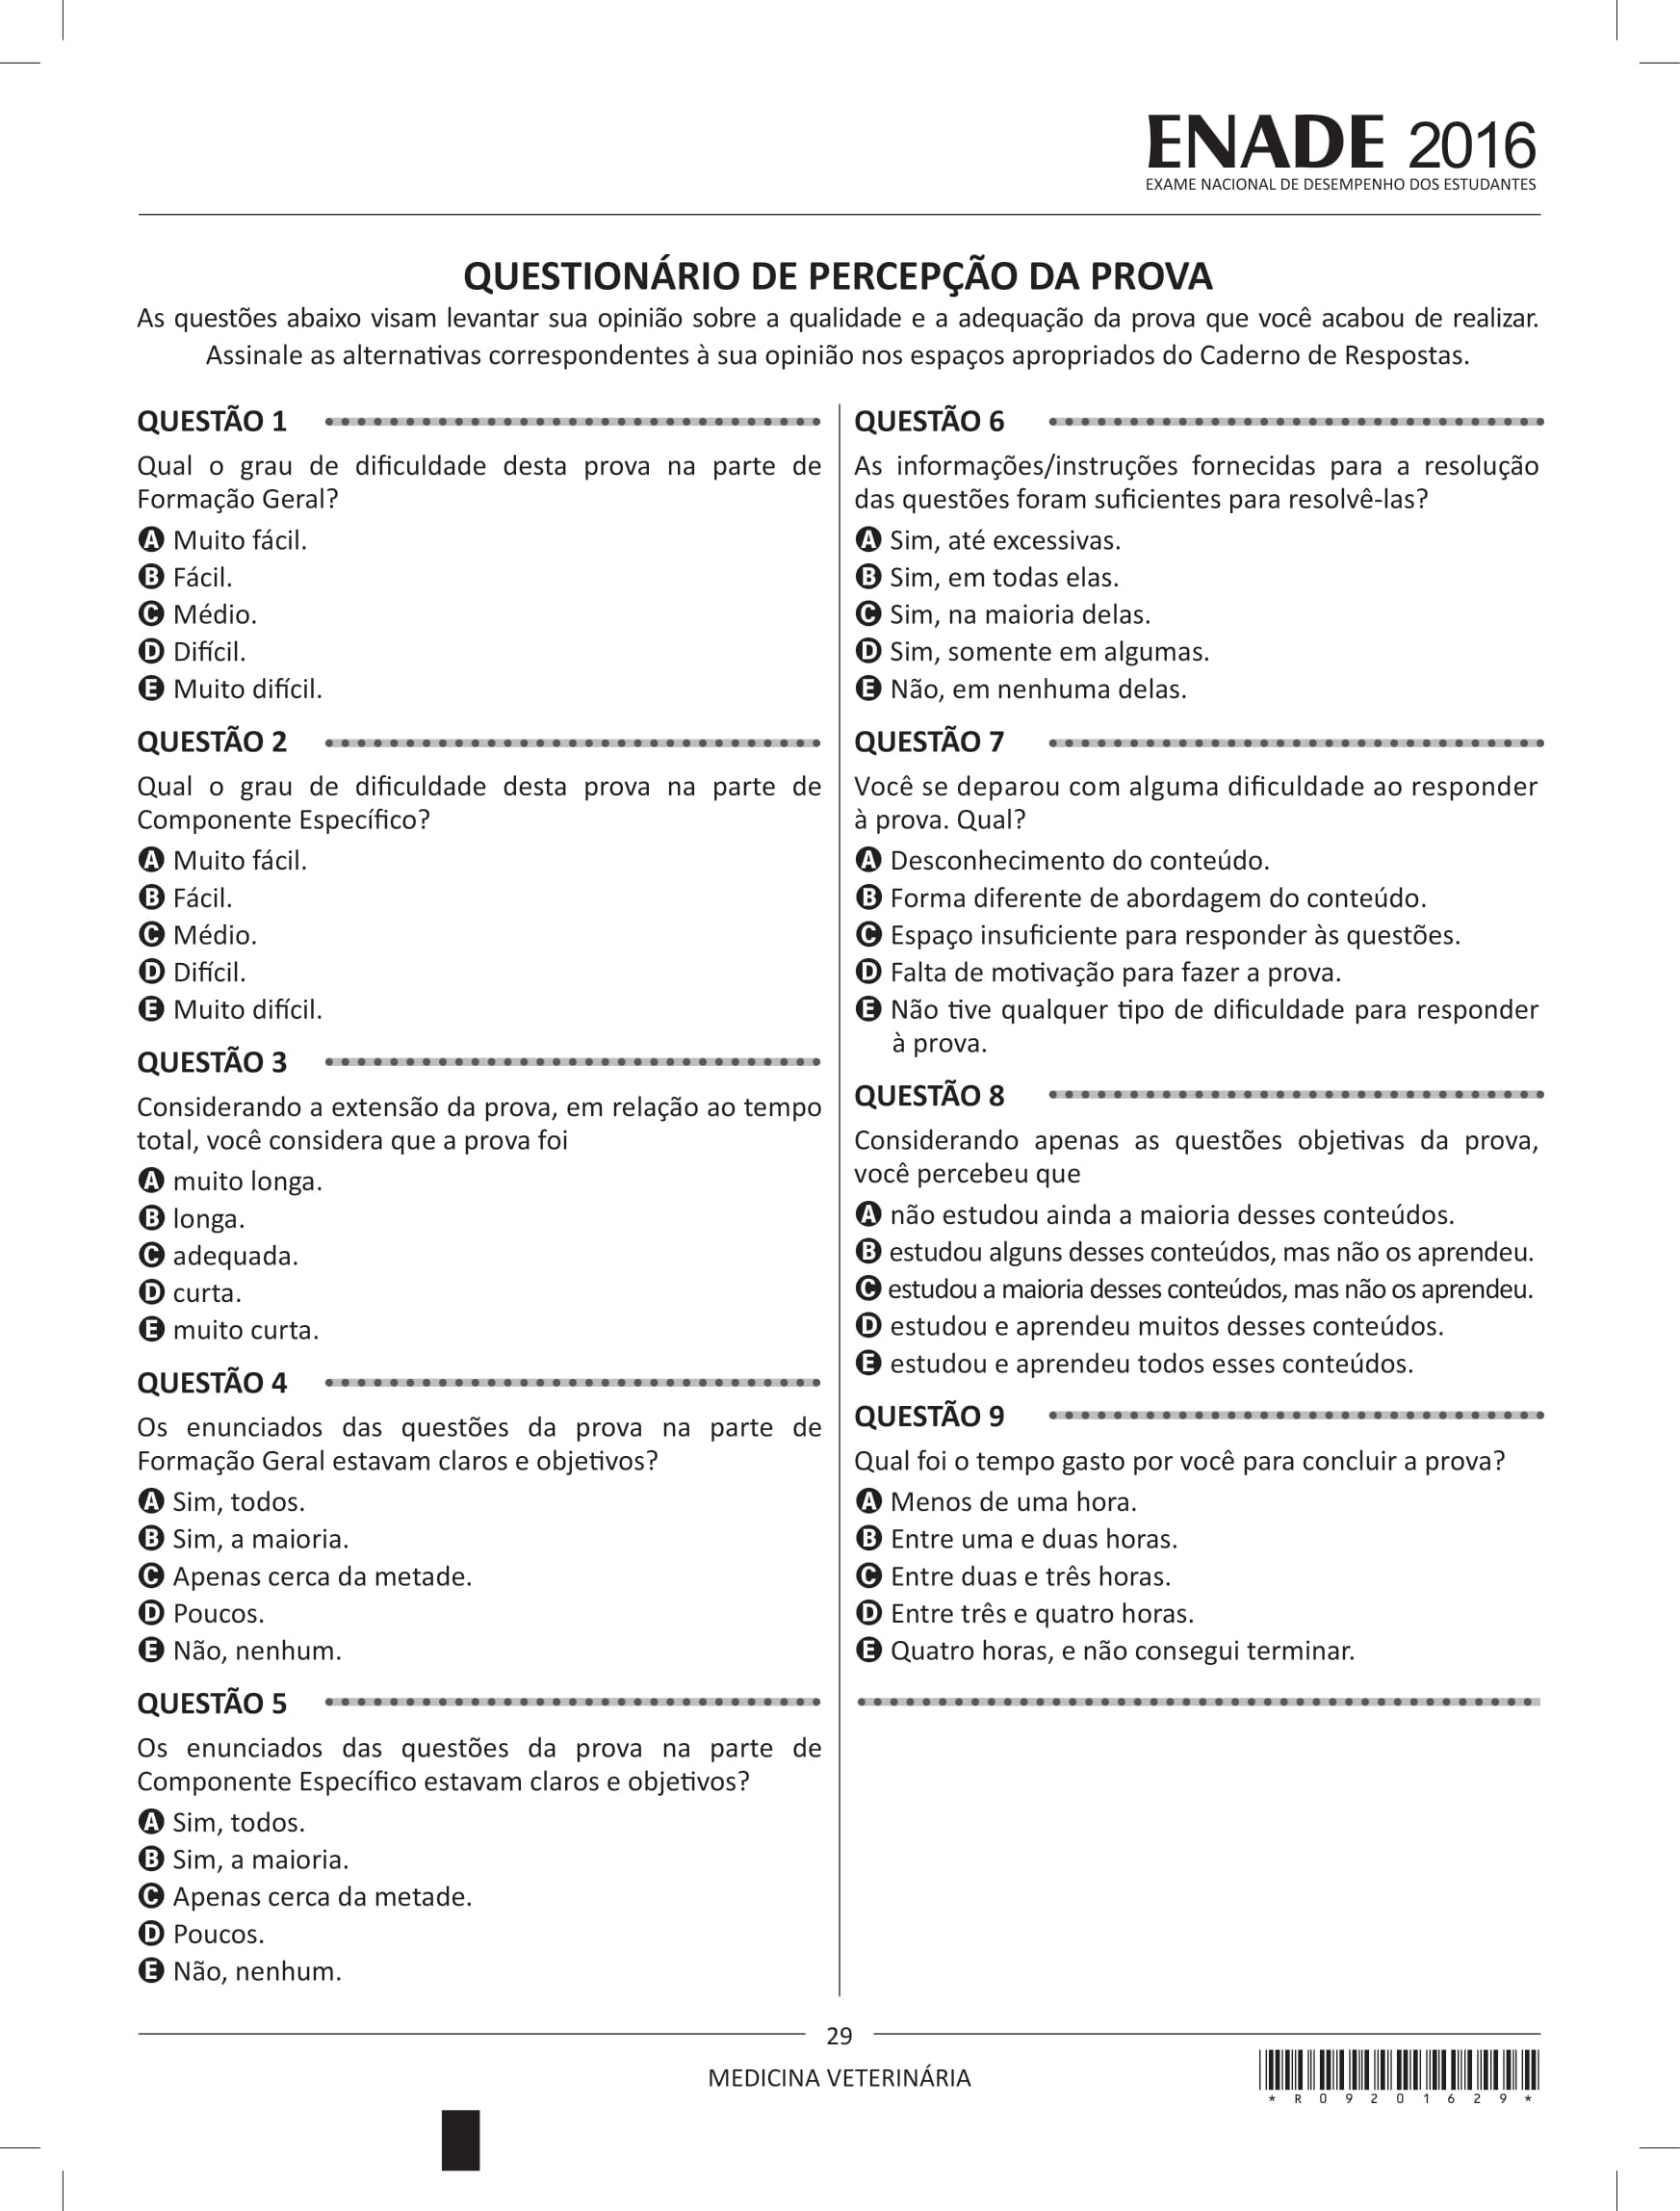 ENADE 2016
EXAME NACIONAL DE DESEMPENHO DOS ESTUDANTES
QUESTIONÁRIO DE PERCEPÇÃO DA PROVA
As questões abaixo visam levantar sua opinião sobre a qualidade e a adequação da prova que você acabou de realizar.
Assinale as alternativas correspondentes à sua opinião nos espaços apropriados do Caderno de Respostas.
QUESTÃO 1
Qual o grau de dificuldade desta prova na parte de
Formação Geral?
A Muito fácil.
B Fácil.
C Médio.
D Difícil.
E Muito difícil.
QUESTÃO 2
Qual o grau de dificuldade desta prova na parte de
Componente Específico?
A Muito fácil.
B Fácil.
C Médio.
D Difícil.
E Muito difícil.
QUESTÃO 3
Considerando a extensão da prova, em relação ao tempo
total, você considera que a prova foi
A muito longa.
B longa.
C adequada.
D curta.
E muito curta.
QUESTÃO 4
Os enunciados das questões da prova na parte de
Formação Geral estavam claros e objetivos?
A Sim, todos.
B Sim, a maioria.
C Apenas cerca da metade.
D Poucos.
E Não, nenhum.
QUESTÃO 5
Os enunciados das questões da prova na parte de
Componente Específico estavam claros e objetivos?
A Sim, todos.
B Sim, a maioria.
C Apenas cerca da metade.
D Poucos.
E Não, nenhum.
QUESTÃO 6
As informações/instruções fornecidas para a resolução
das questões foram suficientes para resolvê-las?
A Sim, até excessivas.
B Sim, em todas elas.
C Sim, na maioria delas.
D Sim, somente em algumas.
E Não, em nenhuma delas.
QUESTÃO 7
Você se deparou com alguma dificuldade ao responder
à prova. Qual?
A Desconhecimento do conteúdo.
B Forma diferente de abordagem do conteúdo.
C Espaço insuficiente para responder às questões.
D Falta de motivação para fazer a prova.
E Não tive qualquer tipo de dificuldade para responder
à prova.
QUESTÃO 8
Considerando apenas as questões objetivas da prova,
você percebeu que
A não estudou ainda a maioria desses conteúdos.
B estudou alguns desses conteúdos, mas não os aprendeu.
C estudou a maioria desses conteúdos, mas não os aprendeu.
D estudou e aprendeu muitos desses conteúdos.
E estudou e aprendeu todos esses conteúdos.
QUESTÃO 9
Qual foi o tempo gasto por você para concluir a prova?
A Menos de uma hora.
B Entre uma e duas horas.
C Entre duas e três horas.
D Entre três e quatro horas.
E Quatro horas, e não consegui terminar.
29
MEDICINA VETERINÁRIA
*R09201629*